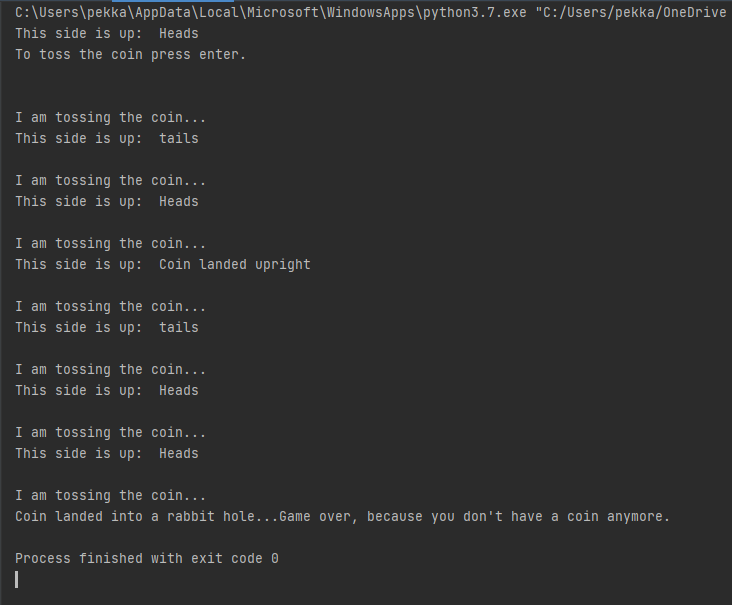 C:\Users\pekka\AppData\Local\Microsoft\WindowsApps\python3.7.exe "C:/Users/pekka/OneDrive
This side is up:  Heads
To toss the coin press enter.
I am tossing the coin...
This side is up:  tails
I am tossing the coin...
This side is up:  Heads
I am tossing the coin...
This side is up:  Coin landed upright
I am tossing the coin...
This side is up:  tails
I am tossing the coin...
This side is up:  Heads
I am tossing the coin...
This side is up:  Heads
I am tossing the coin...
Coin landed into a rabbit hole...Game over, because you don't have a coin anymore.
Process finished with exit code 0